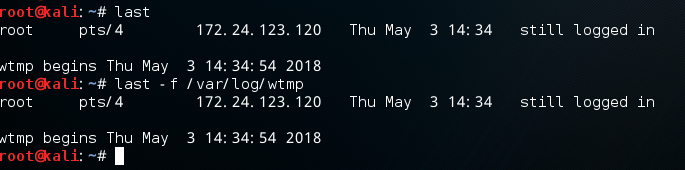 root@kali:~# last
root     pts/4        172.24.123.120   Thu May  3 14:34   still logged in
wtmp begins Thu May  3 14:34:54 2018
root@kali:~# last -f /var/log/wtmp
root     pts/4        172.24.123.120   Thu May  3 14:34   still logged in
wtmp begins Thu May  3 14:34:54 2018
root@kali:~#